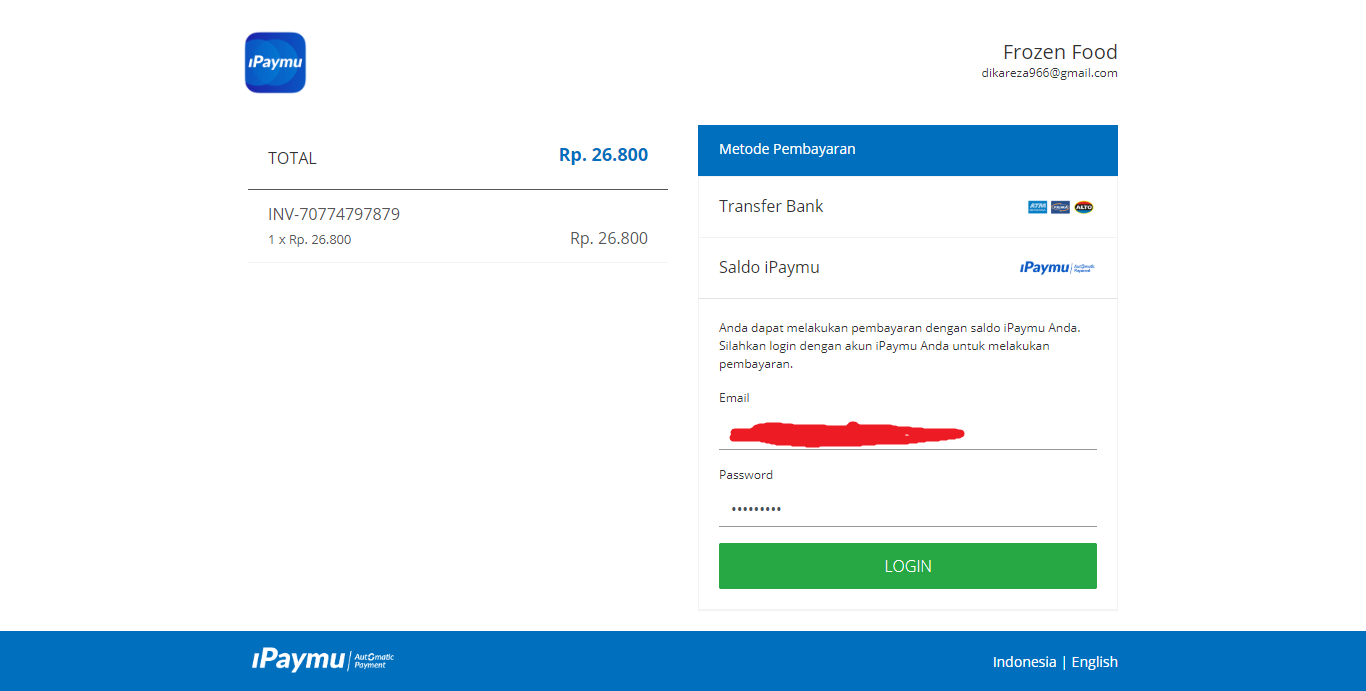 iPaymu
Frozen Food
dikareza966@gmail.com
TOTAL
Rp. 26.800
INV-70774797879
1 x Rp. 26.800
Rp. 26.800
Metode Pembayaran
Transfer Bank
ALTO
Saldo iPaymu
iPaymu
Automatic
Payment
Anda dapat melakukan pembayaran dengan saldo iPaymu Anda.
Silahkan login dengan akun iPaymu Anda untuk melakukan
pembayaran.
Email
Password
•••••••••
LOGIN
iPaymu
Automatic
Payment
Indonesia | English